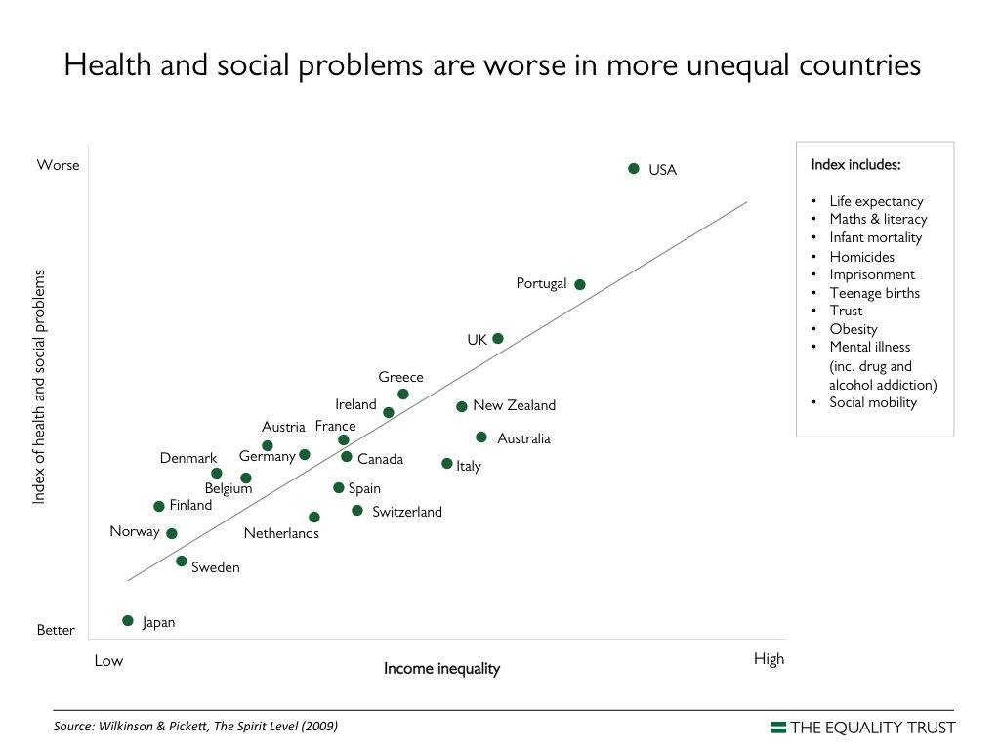 Health and social problems are worse in more unequal countries
Worse
Index of health and social problems
Better
USA
Portugal
UK
Greece
Ireland
New Zealand
Austria
France
Australia
Denmark
Germany
Canada
Italy
Belgium
Spain
Finland
Switzerland
Norway
Netherlands
Sweden
Japan
Low
Income inequality
High
Index includes:
• Life expectancy
• Maths & literacy
• Infant mortality
• Homicides
• Imprisonment
• Teenage births
• Trust
• Obesity
• Mental illness
(inc. drug and
alcohol addiction)
• Social mobility
Source: Wilkinson & Pickett, The Spirit Level (2009)
THE EQUALITY TRUST